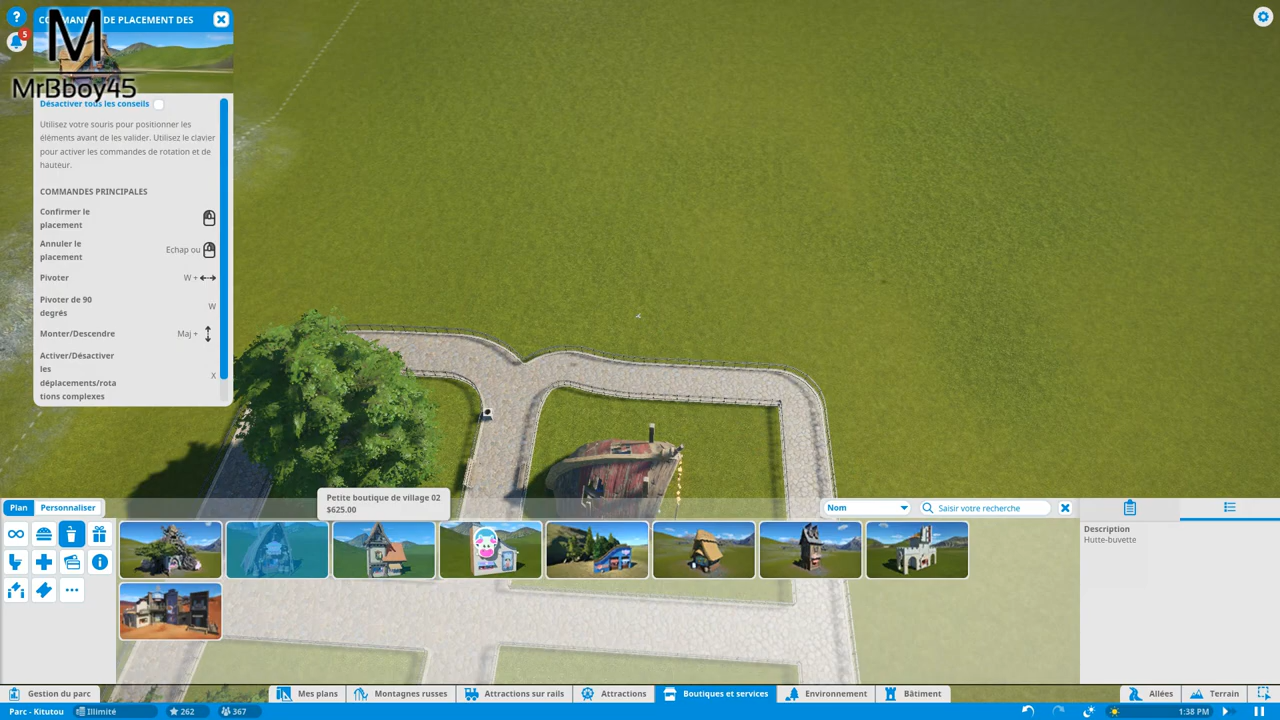 ?
COMMANDES DE PLACEMENT DES
5
M
MrBboy45
Désactiver tous les conseils
Utilisez votre souris pour positionner les
éléments avant de les valider. Utilisez le clavier
pour activer les commandes de rotation et de
hauteur.
COMMANDES PRINCIPALES
Confirmer le
placement
Annuler le
placement
Echap ou
Pivoter
W +
Pivoter de 90
degrés
W
Monter/Descendre
Maj +
Activer/Désactiver
les
déplacements/rota
tions complexes
X
Petite boutique de village 02
$625.00
Plan
Personnaliser
Nom
Saisir votre recherche
Description
Hutte-buvette
Gestion du parc
Mes plans
Montagnes russes
Attractions sur rails
Attractions
Boutiques et services
Environnement
Bâtiment
Allées
Terrain
Parc - Kitutou
Illimité
262
367
1:38 PM